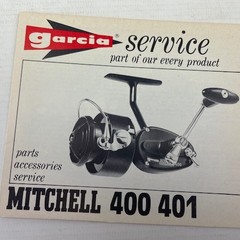 garcia service
part of our every product
parts
accessories
service
MITCHELL 400 401